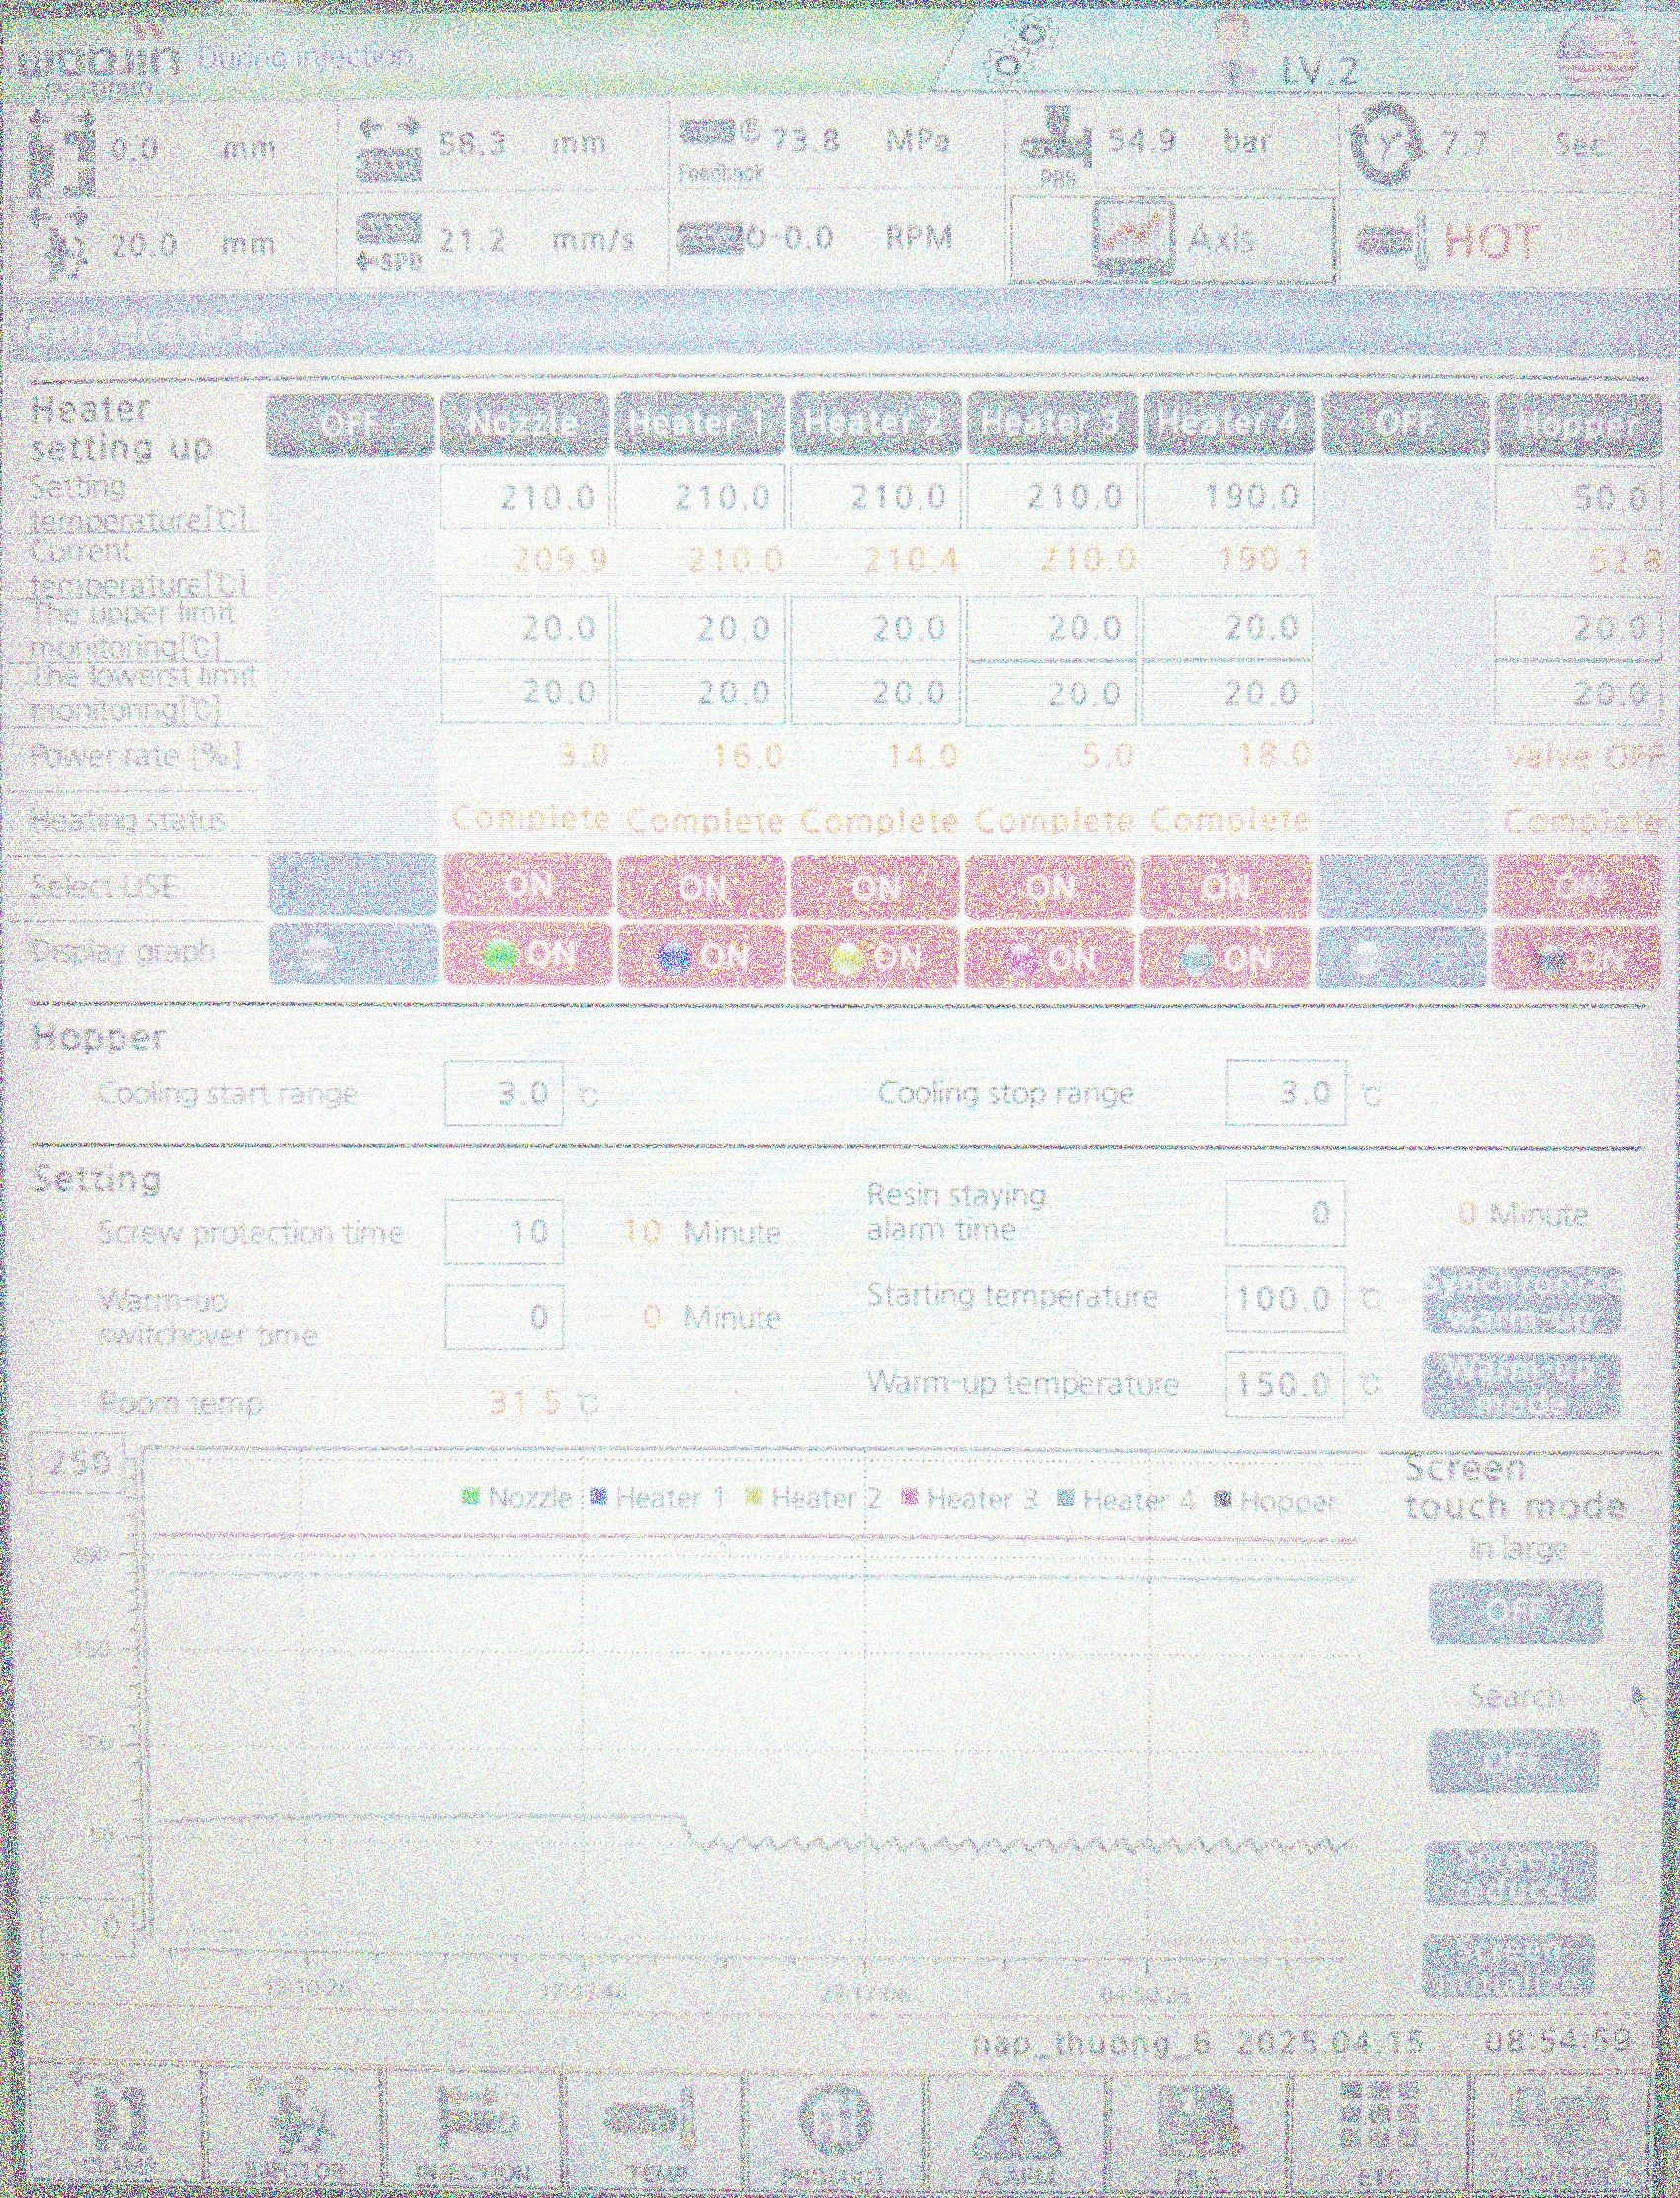 woojin During injection LV.2
0.0 mm 58.3 mm 73.8 MPa 54.9 bar 7.7 Sec
Feedback PRS
20.0 mm SPD 21.2 mm/s -0.0 RPM Axis HOT
Heater setting up OFF Nozzle Heater 1 Heater 2 Heater 3 Heater 4 OFF Hopper
Setting temperature[℃] 210.0 210.0 210.0 210.0 190.0 50.0
Current temperature[℃] 209.9 210.0 210.4 210.0 190.1 52.8
The upper limit monitoring[℃] 20.0 20.0 20.0 20.0 20.0 20.0
The lowerst limit monitoring[℃] 20.0 20.0 20.0 20.0 20.0 20.0
Power rate [%] 3.0 16.0 14.0 5.0 18.0 Valve OFF
Heating status Complete Complete Complete Complete Complete Complete
Select USE ON ON ON ON ON ON
Display graph ON ON ON ON ON ON
Hopper
Cooling start range 3.0 ℃ Cooling stop range 3.0 ℃
Setting
Screw protection time 10 10 Minute Resin staying alarm time 0 0 Minute
Warm-up switchover time 0 0 Minute Starting temperature 100.0 ℃
Room temp 31.5 ℃ Warm-up temperature 150.0 ℃ Warm-up mode
250
Nozzle Heater 1 Heater 2 Heater 3 Heater 4 Hopper
200
150
100
50
0
Screen touch mode
In large
OFF
Search
OFF
nap_thuong_6 2025.04.15 08:54:59
EJECTOR INJECTION TEMP PRODUCT ALARM